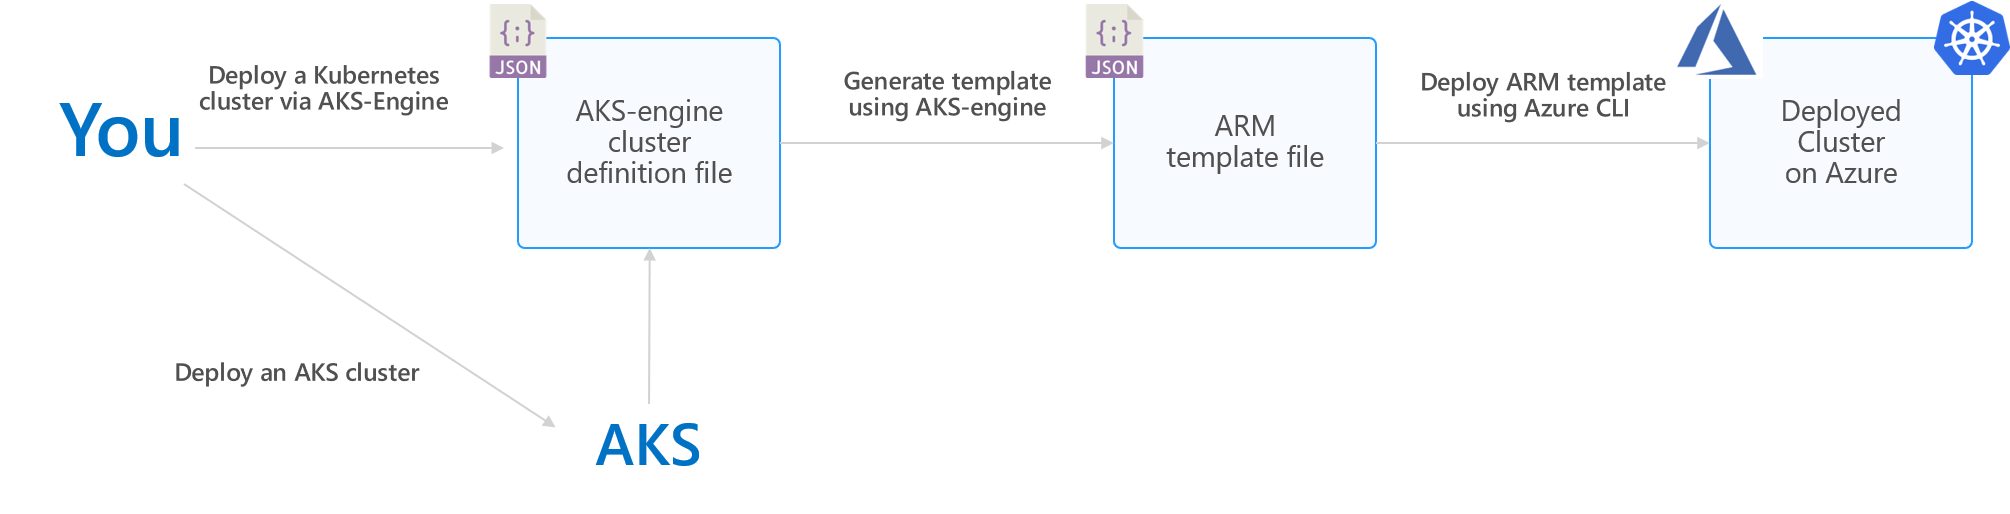 Deploy a Kubernetes
cluster via AKS-Engine
You
{;}
JSON
AKS-engine
cluster
definition file
Generate template
using AKS-engine
{;}
JSON
ARM
template file
Deploy ARM template
using Azure CLI
Deployed
Cluster
on Azure
Deploy an AKS cluster
AKS